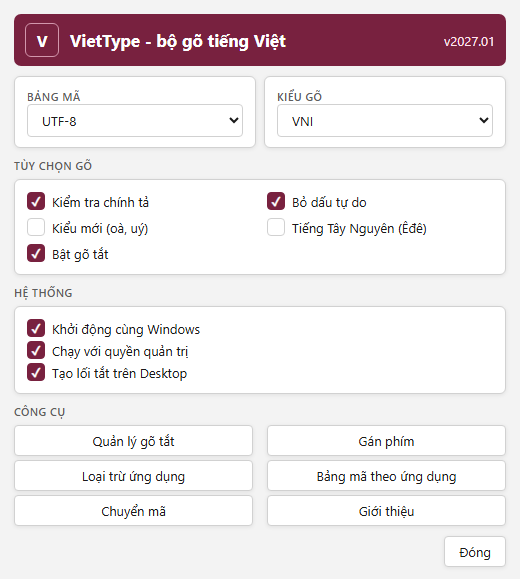 V VietType - bộ gõ tiếng Việt v2027.01
BẢNG MÃ KIỂU GÕ
UTF-8 VNI
TÙY CHỌN GÕ
Kiểm tra chính tả Bỏ dấu tự do
Kiểu mới (oà, uý) Tiếng Tây Nguyên (Êđê)
Bật gõ tắt
HỆ THỐNG
Khởi động cùng Windows
Chạy với quyền quản trị
Tạo lối tắt trên Desktop
CÔNG CỤ
Quản lý gõ tắt Gán phím
Loại trừ ứng dụng Bảng mã theo ứng dụng
Chuyển mã Giới thiệu
Đóng